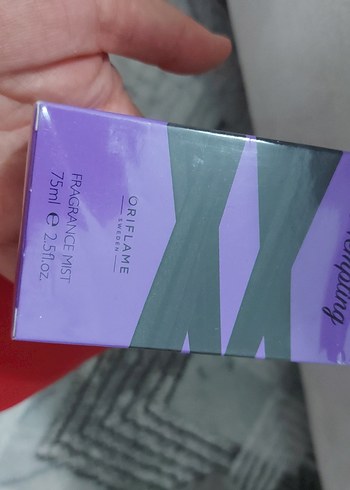 ORIFLAME
SWEDEN
FRAGRANCE MIST
75ml e 2.5fl.oz.